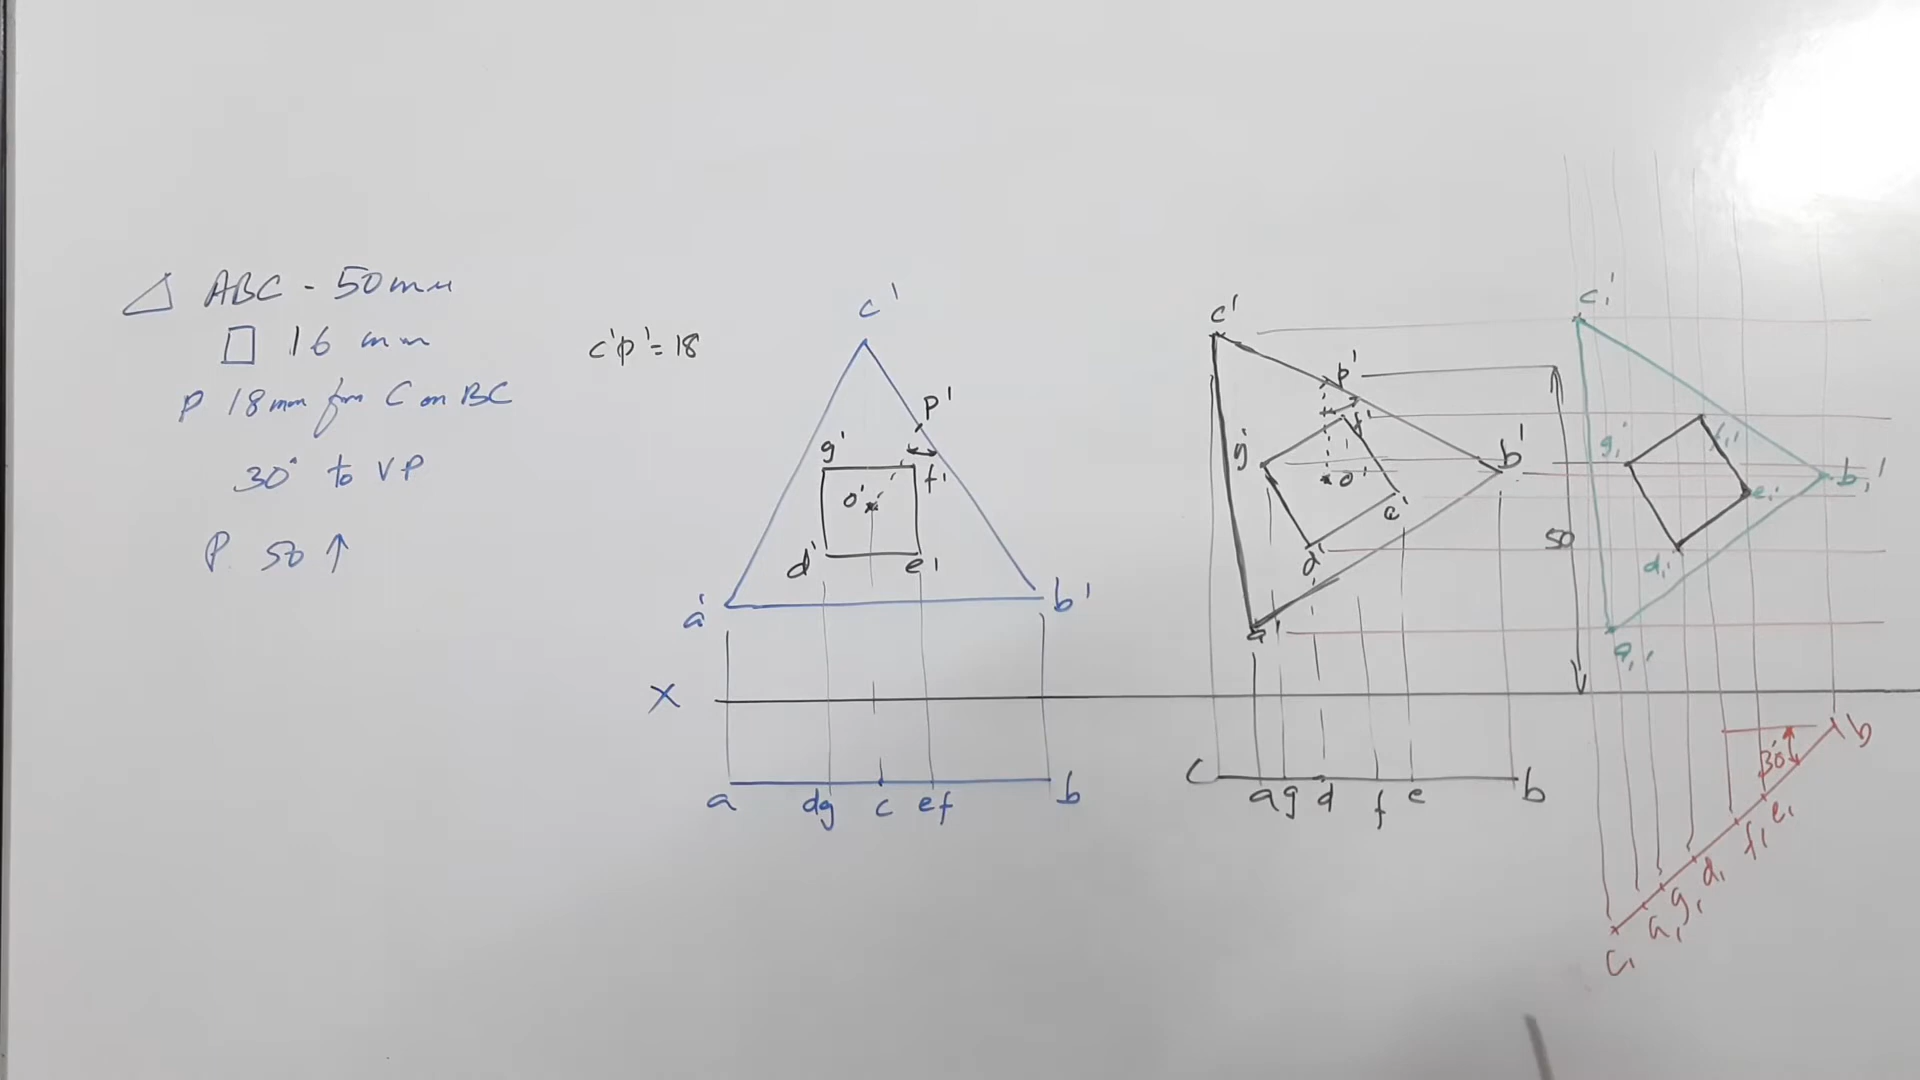 △ ABC - 50mm
□ 16 mm
P 18mm from C on BC
30° to VP
P 50 ↑
c'p' = 18
c'
p'
g'
f'
o'
d'
e'
a'
b'
X
a
dg
c
ef
b
c'
p'
f'
g'
b'
o'
e'
d'
a'
50
C
a
g
d
f
e
b
c₁'
g₁'
f₁'
b₁'
e₁'
d₁'
a₁'
b
30°
e₁
f₁
d₁
g₁
a₁
c₁